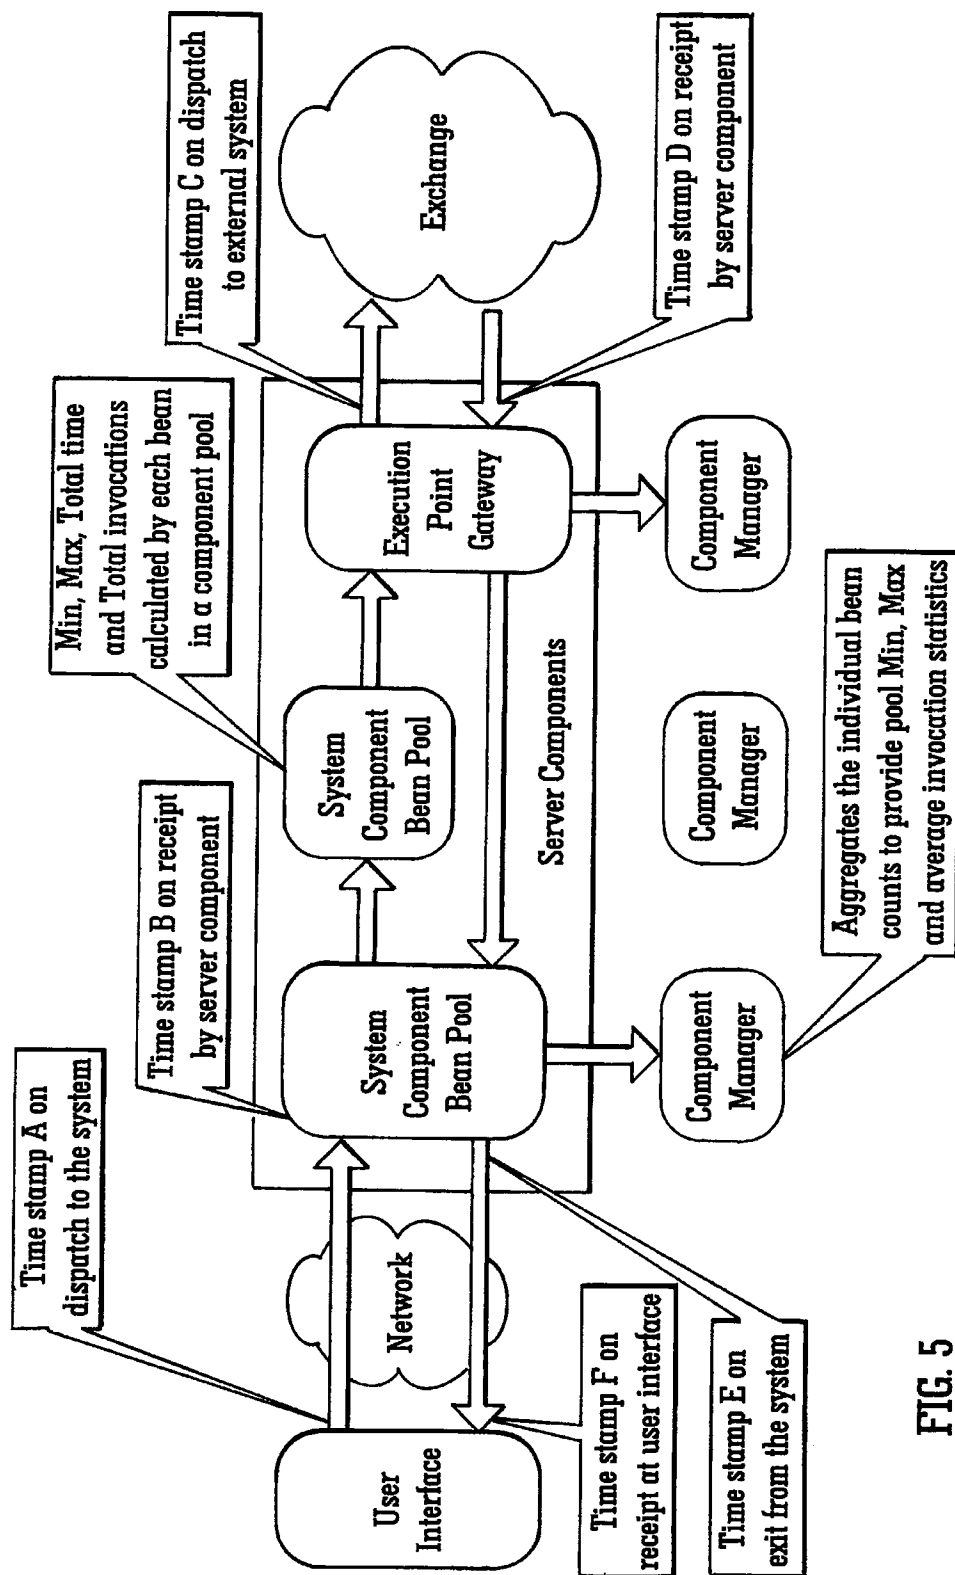 Time stamp A on
dispatch to the system
Time stamp B on receipt
by server component
Min, Max, Total time
and Total invocations
calculated by each bean
in a component pool
Time stamp C on dispatch
to external system
User
Interface
Network
System
Component
Bean Pool
System
Component
Bean Pool
Execution
Point
Gateway
Exchange
Server Components
Time stamp F on
receipt at user interface
Time stamp E on
exit from the system
Component
Manager
Component
Manager
Component
Manager
Time stamp D on receipt
by server component
Aggregates the individual bean
counts to provide pool Min, Max
and average invocation statistics
FIG. 5